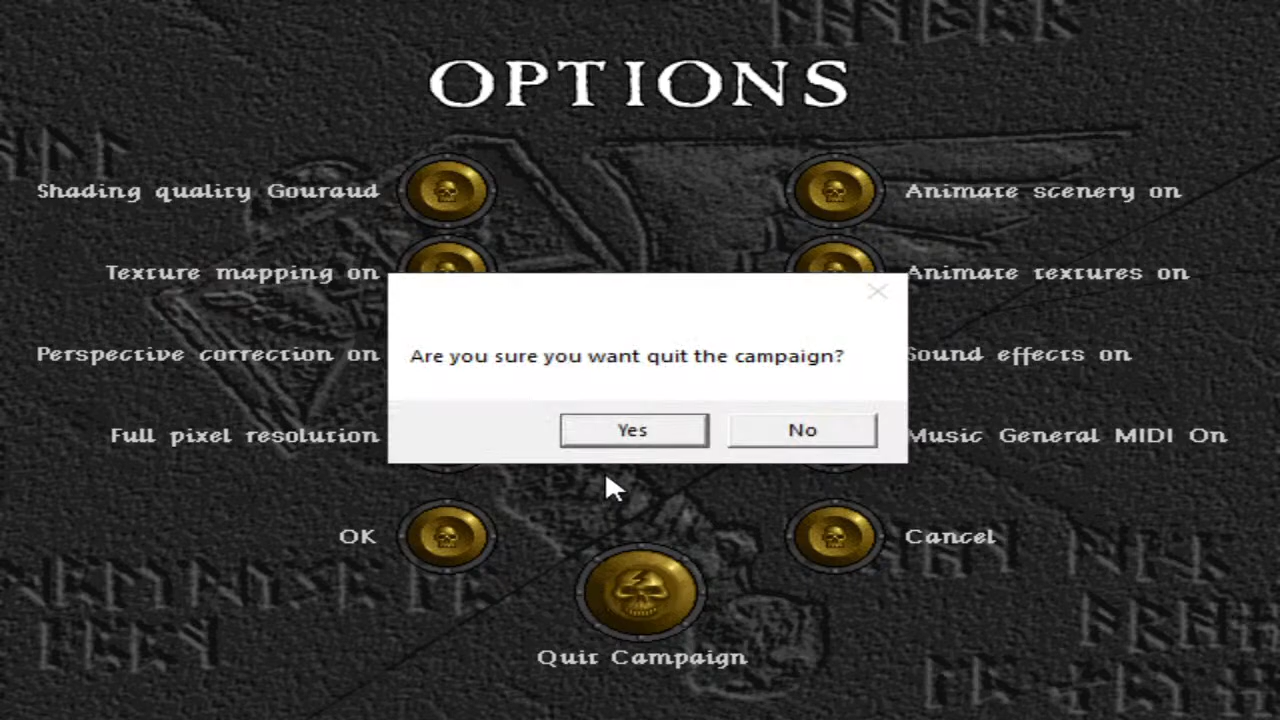 OPTIONS
Shading quality Gouraud
Animate scenery on
Texture mapping on
Animate textures on
Perspective correction on
Are you sure you want quit the campaign?
Sound effects on
Full pixel resolution
Yes
No
Music General MIDI On
OK
Cancel
Quit Campaign